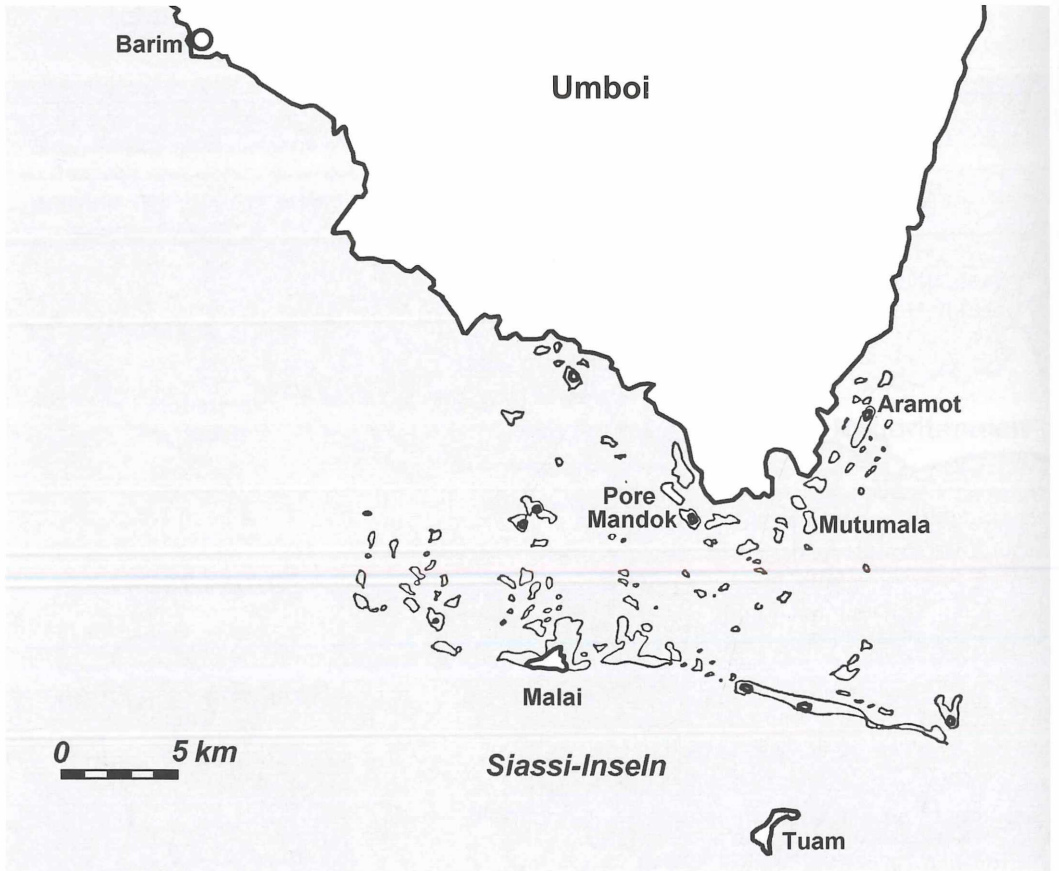 Barim
Umboi
Aramot
Pore
Mandok
Mutumala
Malai
0 5 km
Siassi-Inseln
Tuam